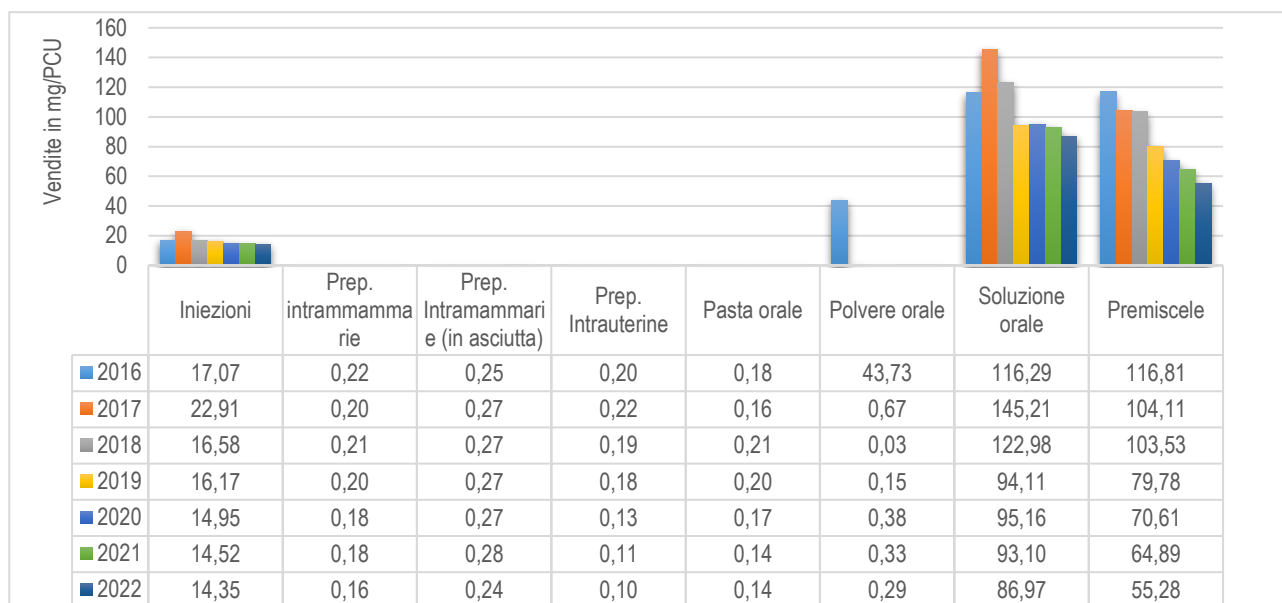 Vendite in mg/PCU
160
140
120
100
80
60
40
20
0
Iniezioni
Prep.
intrammamma
rie
Prep.
Intramammari
e (in asciutta)
Prep.
Intrauterine
Pasta orale
Polvere orale
Soluzione
orale
Premiscele
2016 17,07 0,22 0,25 0,20 0,18 43,73 116,29 116,81
2017 22,91 0,20 0,27 0,22 0,16 0,67 145,21 104,11
2018 16,58 0,21 0,27 0,19 0,21 0,03 122,98 103,53
2019 16,17 0,20 0,27 0,18 0,20 0,15 94,11 79,78
2020 14,95 0,18 0,27 0,13 0,17 0,38 95,16 70,61
2021 14,52 0,18 0,28 0,11 0,14 0,33 93,10 64,89
2022 14,35 0,16 0,24 0,10 0,14 0,29 86,97 55,28